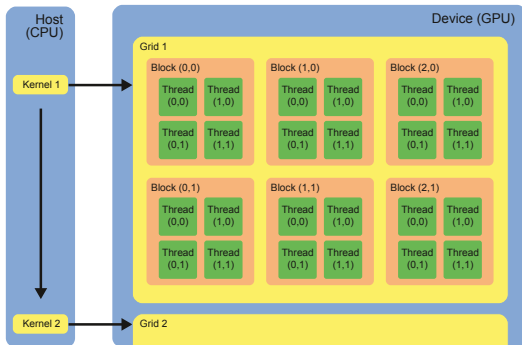 Host
(CPU)
Device (GPU)
Grid 1
Kernel 1
Block (0,0)
Block (1,0)
Block (2,0)
Thread
(0,0)
Thread
(1,0)
Thread
(0,0)
Thread
(1,0)
Thread
(0,0)
Thread
(1,0)
Thread
(0,1)
Thread
(1,1)
Thread
(0,1)
Thread
(1,1)
Thread
(0,1)
Thread
(1,1)
Block (0,1)
Block (1,1)
Block (2,1)
Thread
(0,0)
Thread
(1,0)
Thread
(0,0)
Thread
(1,0)
Thread
(0,0)
Thread
(1,0)
Thread
(0,1)
Thread
(1,1)
Thread
(0,1)
Thread
(1,1)
Thread
(0,1)
Thread
(1,1)
Kernel 2
Grid 2